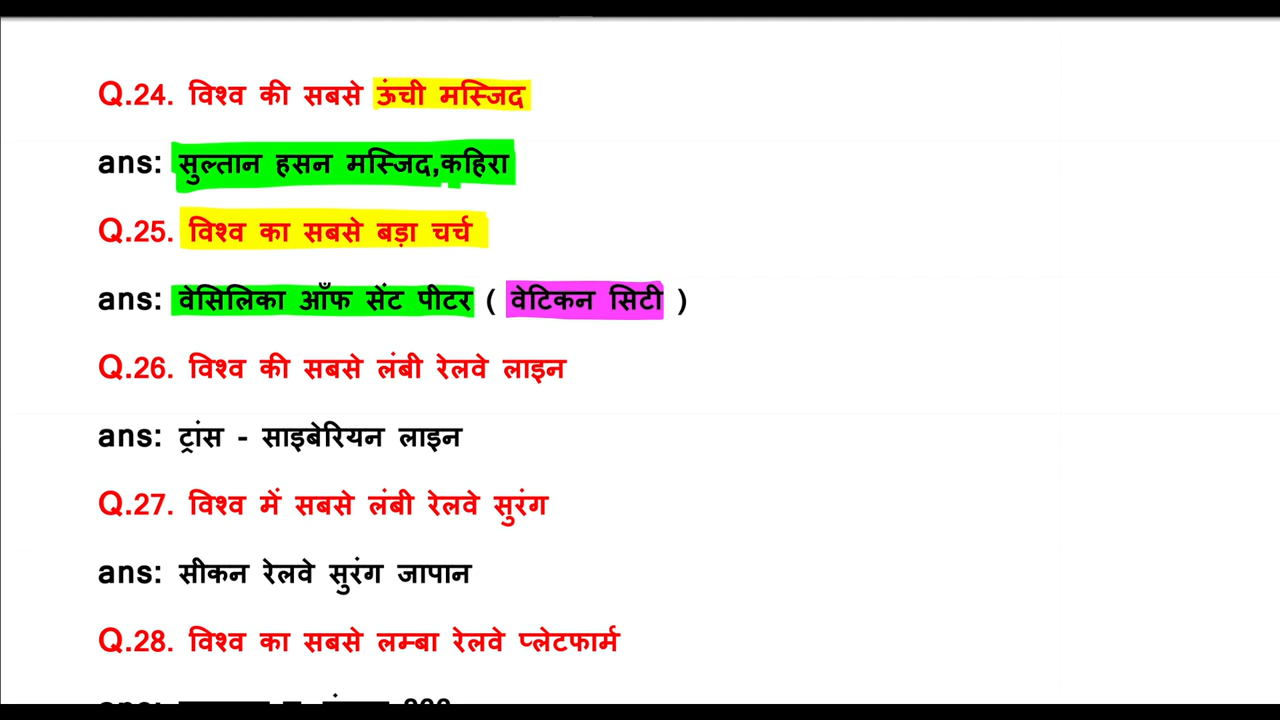 Q.24. विश्व की सबसे ऊंची मस्जिद
ans: सुल्तान हसन मस्जिद,कहिरा
Q.25. विश्व का सबसे बड़ा चर्च
ans: वेसिलिका ऑंफ सेंट पीटर ( वेटिकन सिटी )
Q.26. विश्व की सबसे लंबी रेलवे लाइन
ans: ट्रांस - साइबेरियन लाइन
Q.27. विश्व में सबसे लंबी रेलवे सुरंग
ans: सीकन रेलवे सुरंग जापान
Q.28. विश्व का सबसे लम्बा रेलवे प्लेटफार्म
ans: